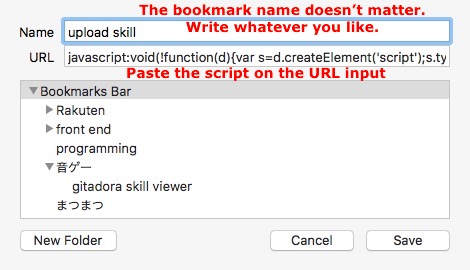 The bookmark name doesn't matter.
Write whatever you like.
Name upload skill
URL javascript:void(!function(d){var s=d.createElement('script');s.ty
Paste the script on the URL input
Bookmarks Bar
Rakuten
front end
programming
音ゲー
gitadora skill viewer
まつまつ
New Folder Cancel Save